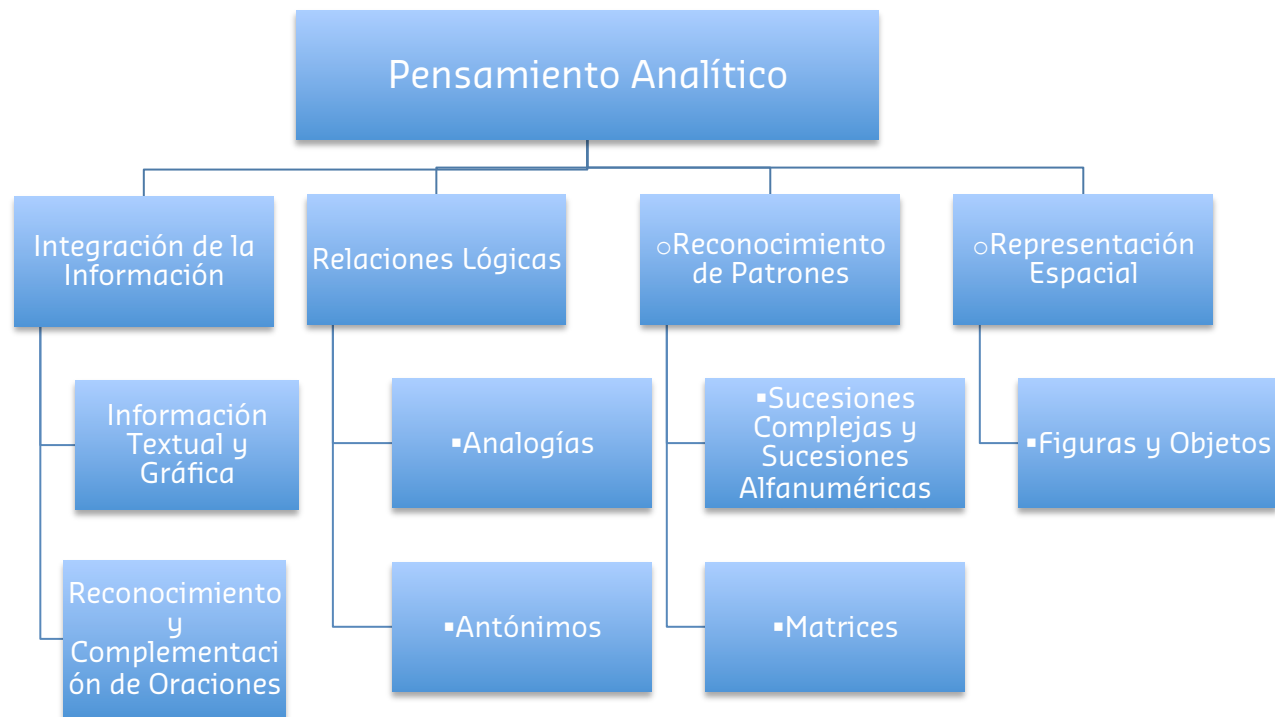 Pensamiento Analítico
Integración de la
Información
Información
Textual y
Gráfica
Reconocimiento
y
Complementaci
ón de Oraciones
Relaciones Lógicas
▪Analogías
▪Antónimos
○Reconocimiento
de Patrones
▪Sucesiones
Complejas y
Sucesiones
Alfanuméricas
▪Matrices
○Representación
Espacial
▪Figuras y Objetos